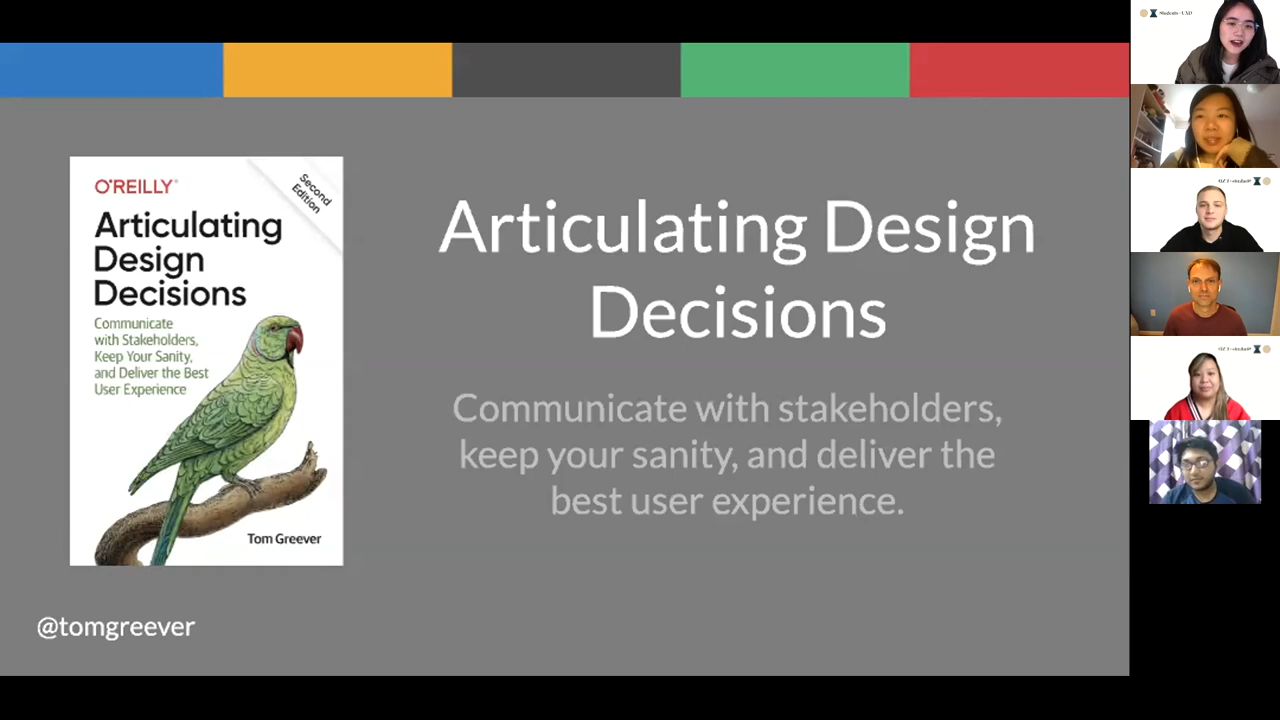 O'REILLY®
Second
Edition
Articulating
Design
Decisions
Communicate
with Stakeholders,
Keep Your Sanity,
and Deliver the Best
User Experience
Tom Greever
Articulating Design
Decisions
Communicate with stakeholders,
keep your sanity, and deliver the
best user experience.
@tomgreever